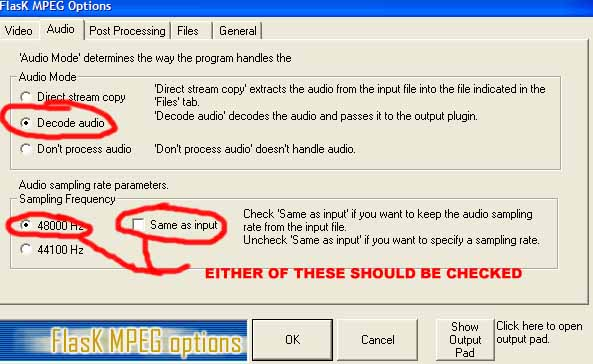 FlasK MPEG Options
Video
Audio
Post Processing
Files
General
'Audio Mode' determines the way the program handles the
Audio Mode
Direct stream copy
'Direct stream copy' extracts the audio from the input file into the file indicated in the
'Files' tab.
Decode audio
'Decode audio' decodes the audio and passes it to the output plugin.
Don't process audio
'Don't process audio' doesn't handle audio.
Audio sampling rate parameters.
Sampling Frequency
48000 Hz
Same as input
Check 'Same as input' if you want to keep the audio sampling
rate from the input file.
Uncheck 'Same as input' if you want to specify a sampling rate.
44100 Hz
EITHER OF THESE SHOULD BE CHECKED
FlasK MPEG options
OK
Cancel
Show
Output
Pad
Click here to open
output pad.